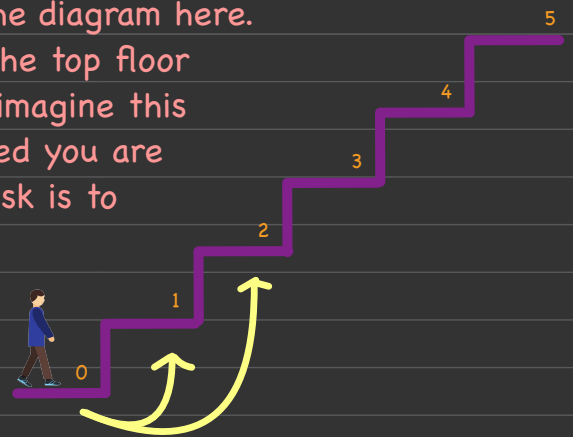 he diagram here.
5
he top floor
4
imagine this
ed you are
3
sk is to
2
1
0